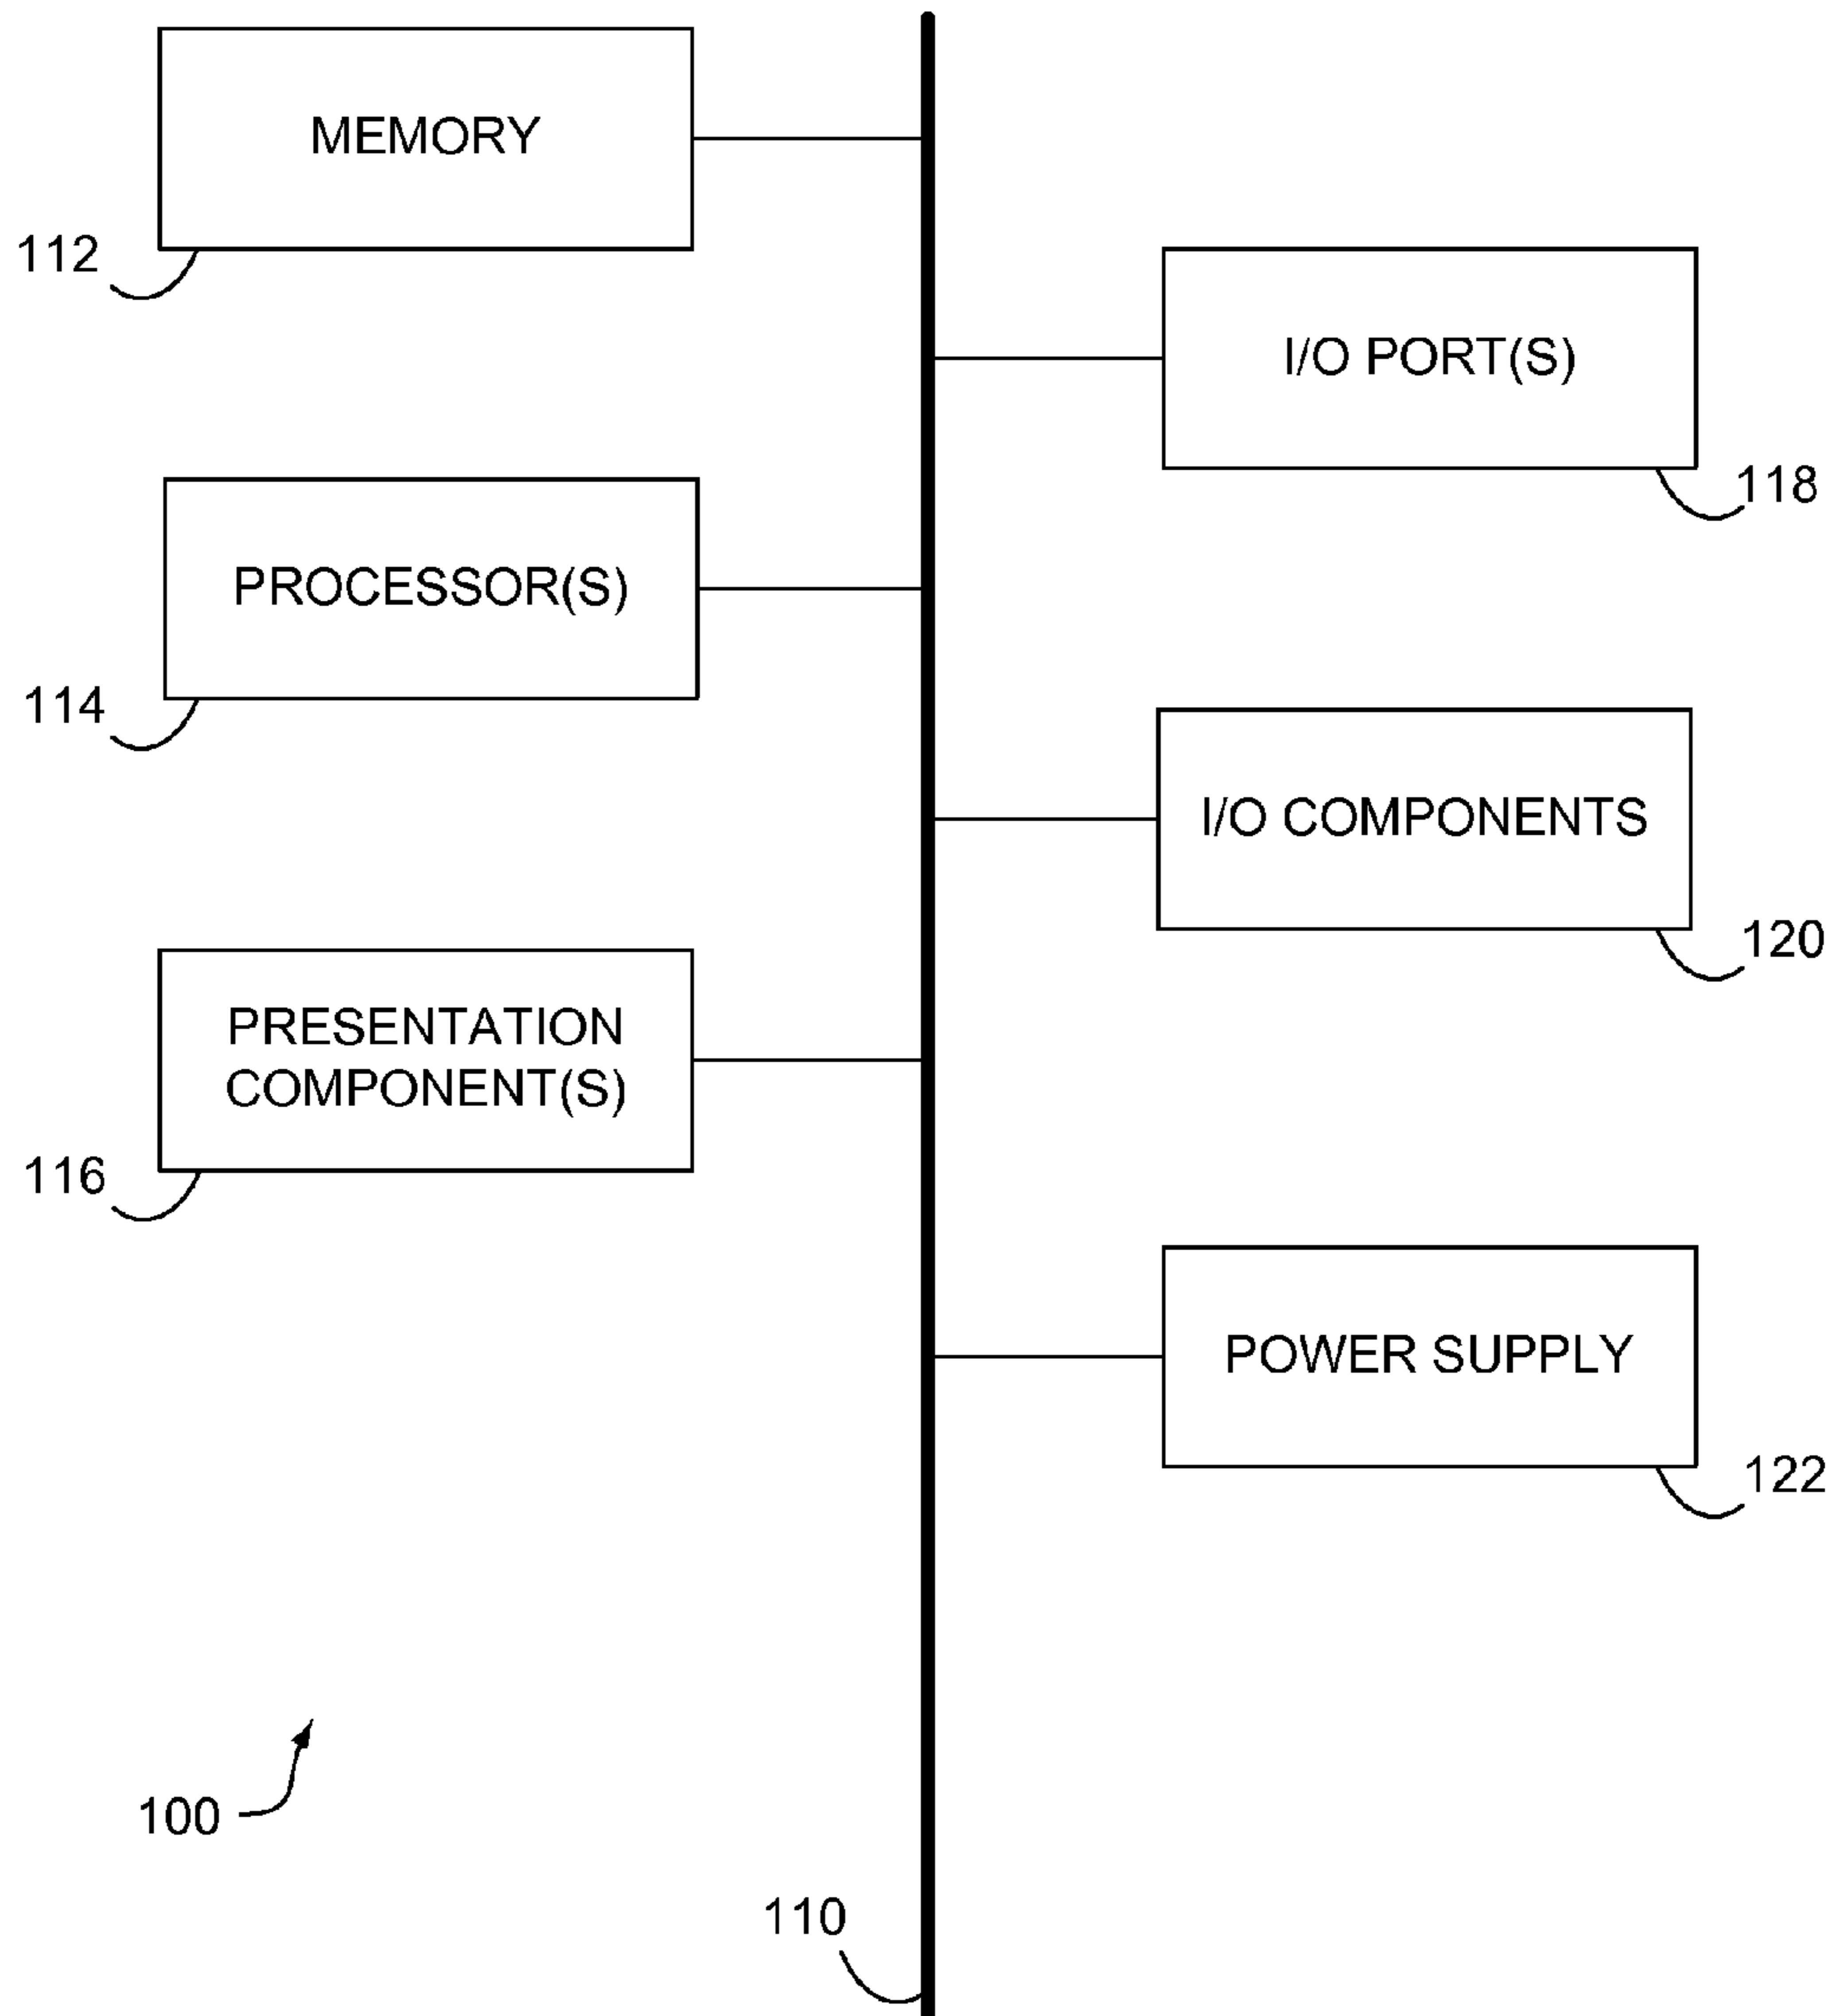 MEMORY
112
I/O PORT(S)
118
PROCESSOR(S)
114
I/O COMPONENTS
120
PRESENTATION
COMPONENT(S)
116
POWER SUPPLY
122
100
110